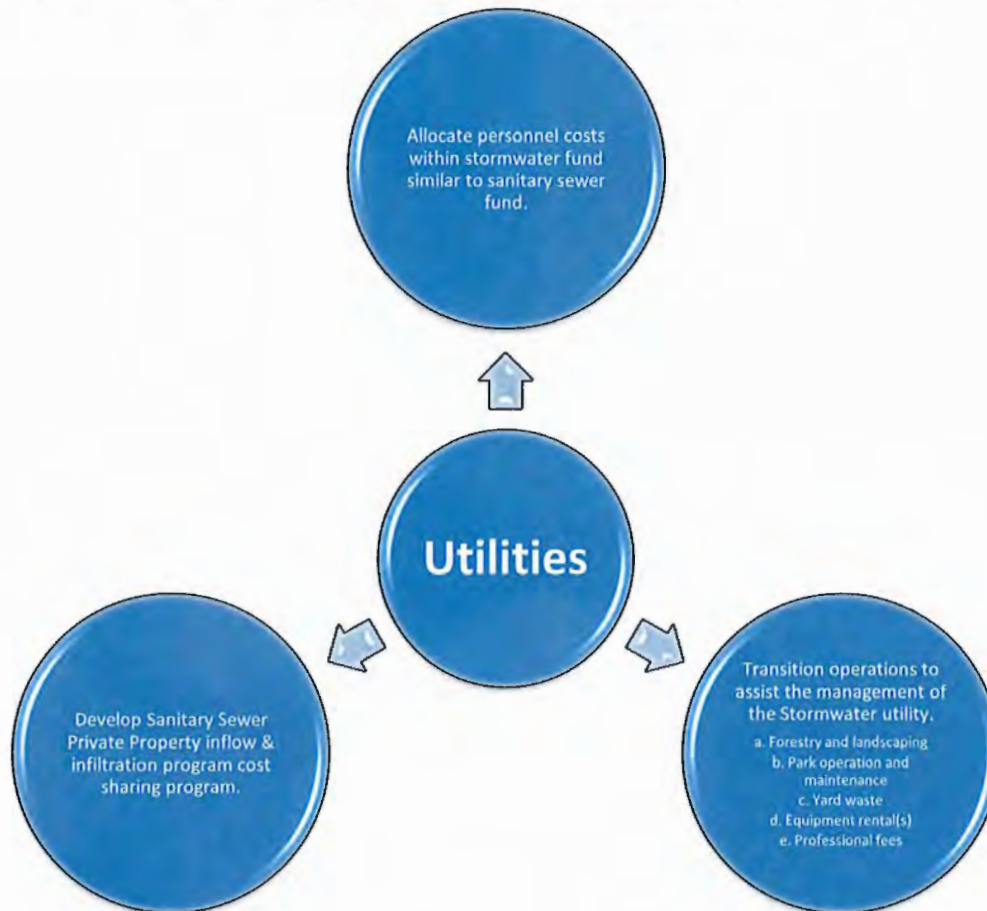 Allocate personnel costs
within stormwater fund
similar to sanitary sewer
fund.
Utilities
Develop Sanitary Sewer
Private Property inflow &
infiltration program cost
sharing program.
Transition operations to
assist the management of
the Stormwater utility.
a. Forestry and landscaping
b. Park operation and
maintenance
c. Yard waste
d. Equipment rental(s)
e. Professional fees